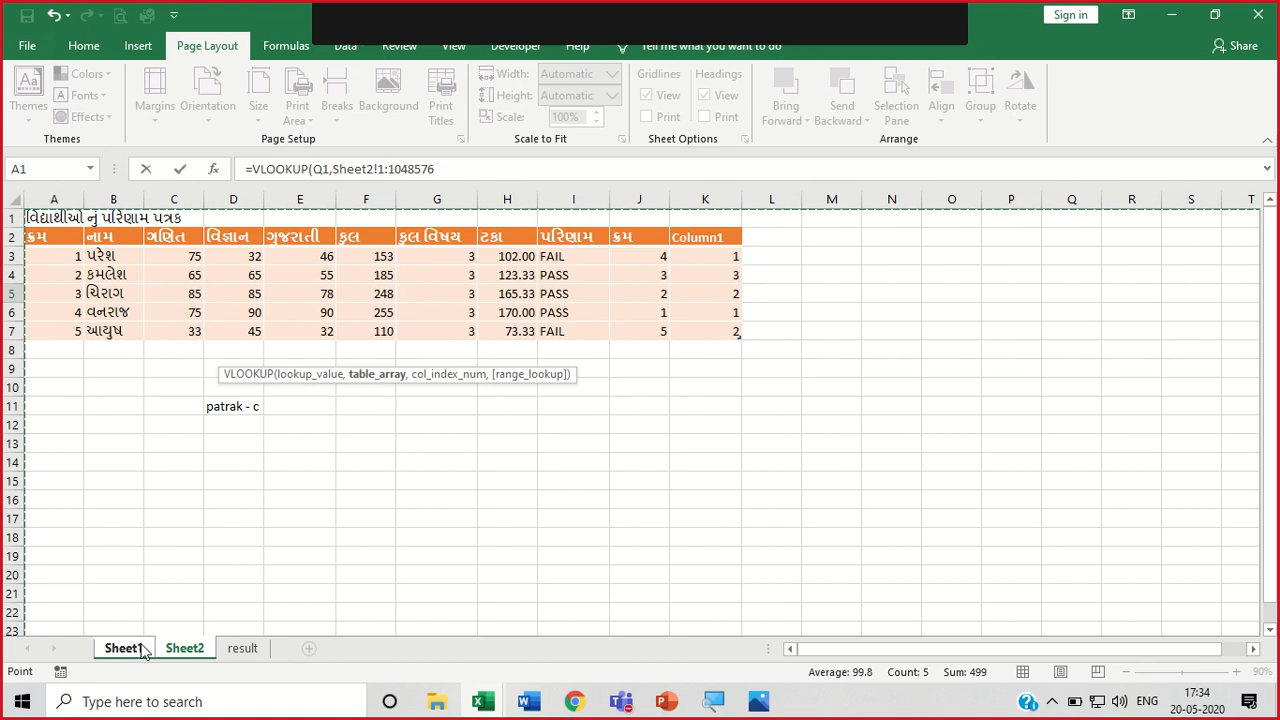 Sign in
File Home Insert Page Layout Formulas Data Review View Developer Help Tell me what you want to do Share
Themes Colors Fonts Effects Margins Orientation Size Print Area Breaks Background Print Titles Width: Automatic Height: Automatic Scale: 100% Gridlines View Print Headings View Print Bring Forward Send Backward Selection Pane Align Group Rotate
Themes Page Setup Scale to Fit Sheet Options Arrange
A1 fx =VLOOKUP(Q1,Sheet2!1:1048576
A B C D E F G H I J K L M N O P Q R S T
1 વિદ્યાર્થીઓ નું પરિણામ પત્રક
2 ક્રમ નામ ગણિત વિજ્ઞાન ગુજરાતી કુલ કુલ વિષય ટકા પરિણામ ક્રમ Column1
3 1 પરેશ 75 32 46 153 3 102.00 FAIL 4 1
4 2 કમલેશ 65 65 55 185 3 123.33 PASS 3 3
5 3 ચિરાગ 85 85 78 248 3 165.33 PASS 2 2
6 4 વનરાજ 75 90 90 255 3 170.00 PASS 1 1
7 5 આયુષ 33 45 32 110 3 73.33 FAIL 5 2
8
9 VLOOKUP(lookup_value, table_array, col_index_num, [range_lookup])
10
11 patrak - c
12
13
14
15
16
17
18
19
20
21
22
23
Sheet1 Sheet2 result
Point Average: 99.8 Count: 5 Sum: 499 90%
Type here to search ENG 17:34
20-05-2020